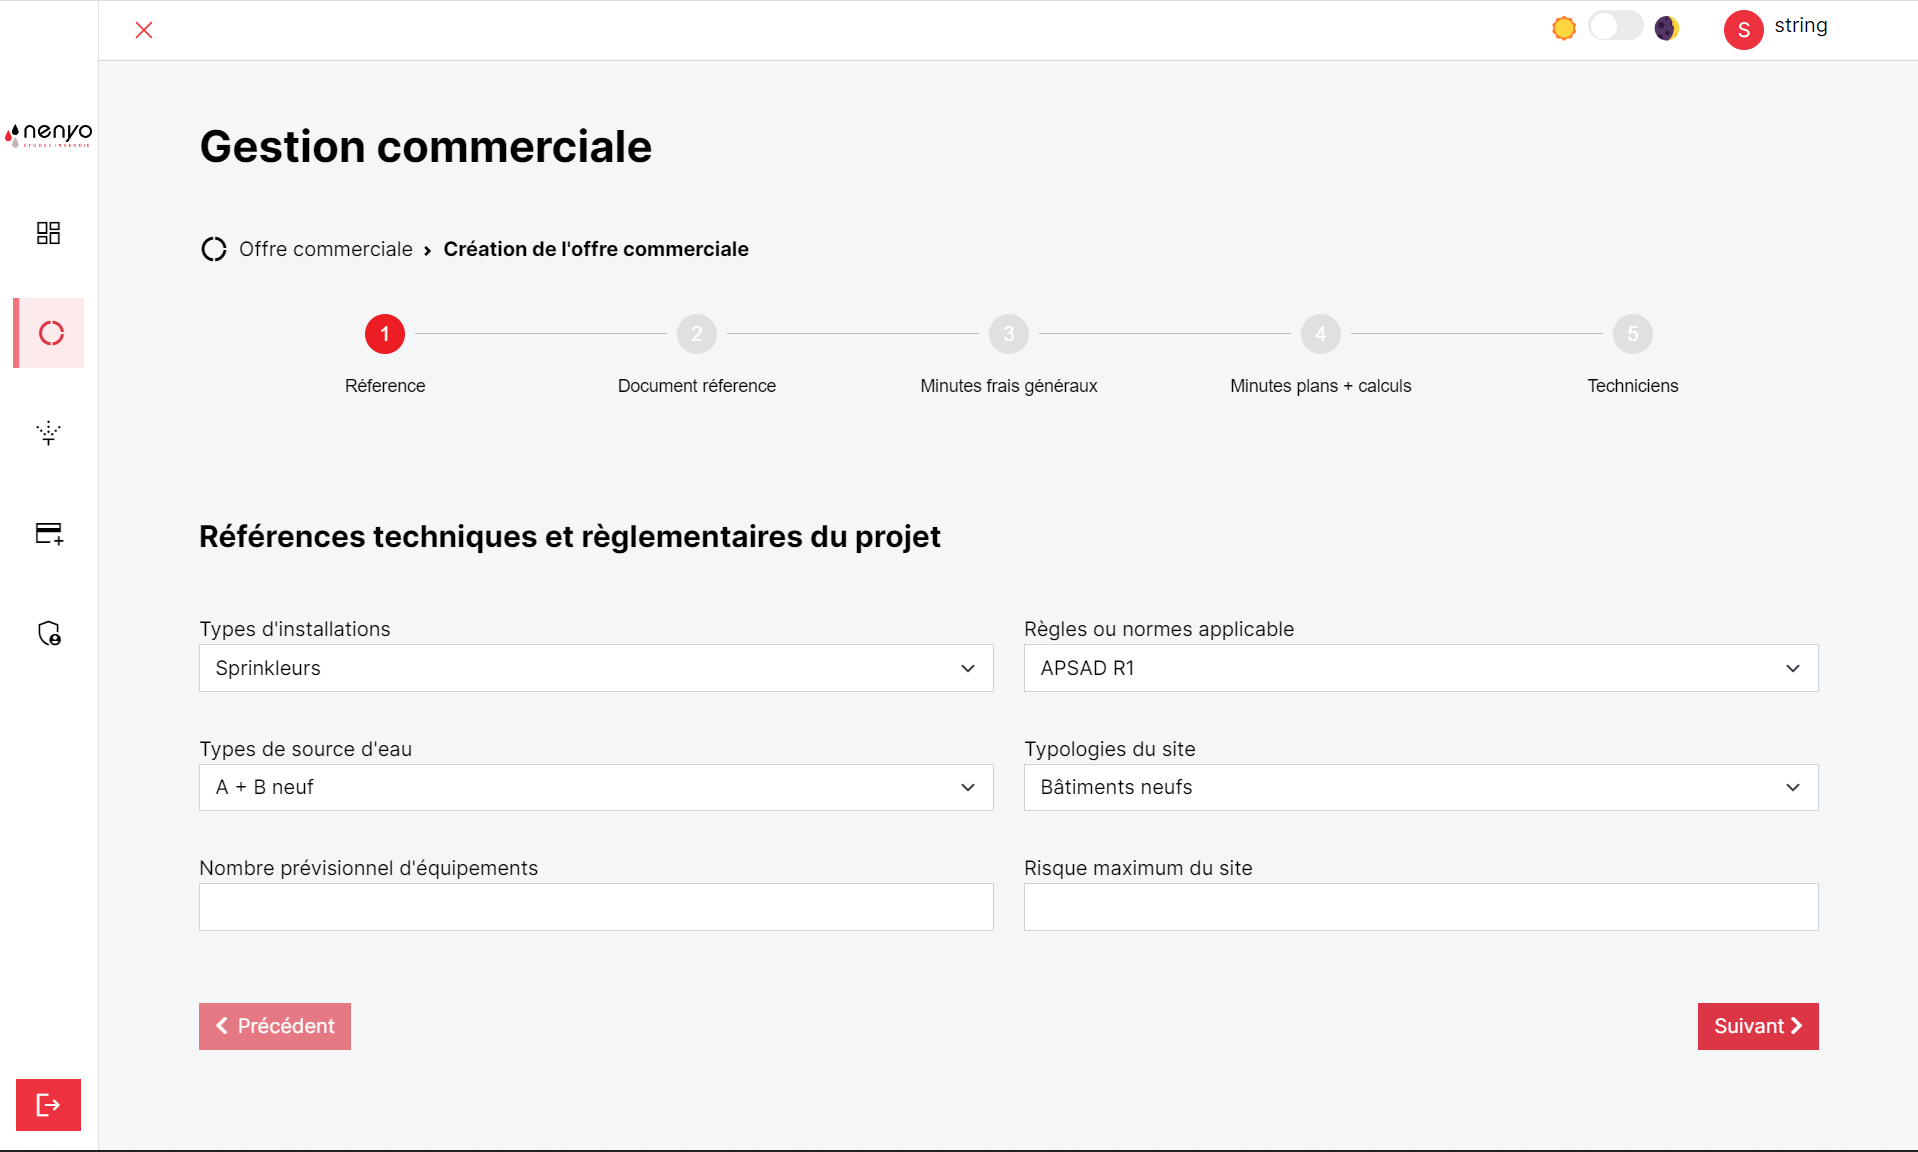 S
string
nenyo
ÉTUDES INCENDIE
Gestion commerciale
Offre commerciale › Création de l'offre commerciale
1
2
3
4
5
Réference
Document réference
Minutes frais généraux
Minutes plans + calculs
Techniciens
Références techniques et règlementaires du projet
Types d'installations
Règles ou normes applicable
Sprinkleurs
APSAD R1
Types de source d'eau
Typologies du site
A + B neuf
Bâtiments neufs
Nombre prévisionnel d'équipements
Risque maximum du site
Précédent
Suivant